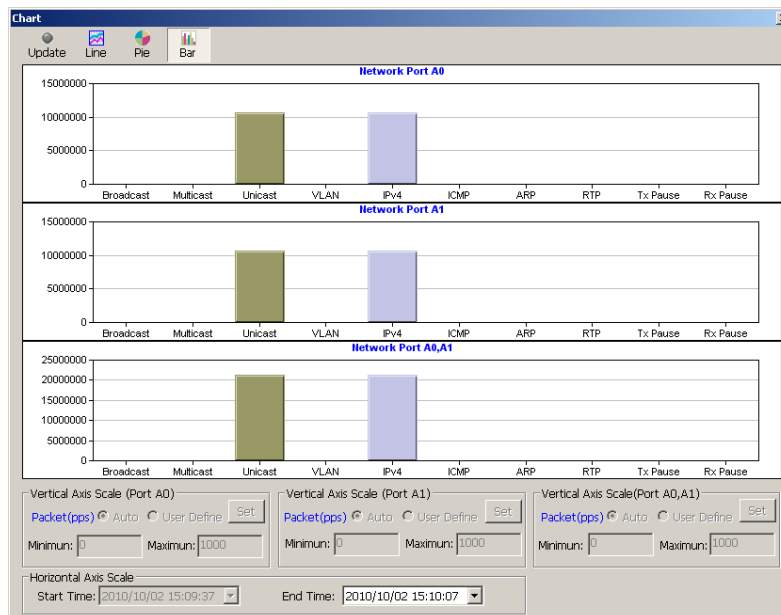 Chart
Update Line Pie Bar
Network Port A0
15000000
10000000
5000000
0
Broadcast Multicast Unicast VLAN IPv4 ICMP ARP RTP Tx Pause Rx Pause
Network Port A1
15000000
10000000
5000000
0
Broadcast Multicast Unicast VLAN IPv4 ICMP ARP RTP Tx Pause Rx Pause
Network Port A0,A1
25000000
20000000
15000000
10000000
5000000
0
Broadcast Multicast Unicast VLAN IPv4 ICMP ARP RTP Tx Pause Rx Pause
Vertical Axis Scale (Port A0)
Packet(pps) Auto User Define Set
Minimun: 0 Maximun: 1000
Vertical Axis Scale (Port A1)
Packet(pps) Auto User Define Set
Minimun: 0 Maximun: 1000
Vertical Axis Scale(Port A0,A1)
Packet(pps) Auto User Define Set
Minimun: 0 Maximun: 1000
Horizontal Axis Scale
Start Time: 2010/10/02 15:09:37 End Time: 2010/10/02 15:10:07